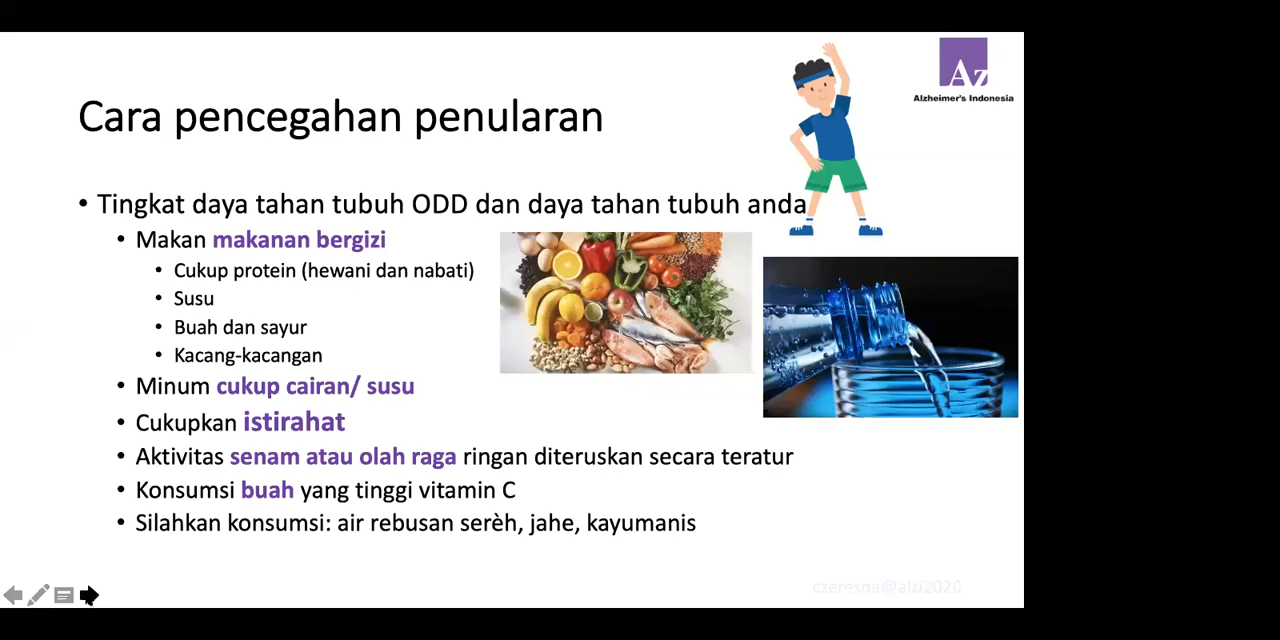 Az
Alzheimer's Indonesia
Cara pencegahan penularan
• Tingkat daya tahan tubuh ODD dan daya tahan tubuh anda
• Makan makanan bergizi
• Cukup protein (hewani dan nabati)
• Susu
• Buah dan sayur
• Kacang-kacangan
• Minum cukup cairan/ susu
• Cukupkan istirahat
• Aktivitas senam atau olah raga ringan diteruskan secara teratur
• Konsumsi buah yang tinggi vitamin C
• Silahkan konsumsi: air rebusan serèh, jahe, kayumanis
czeresna@alzi2020